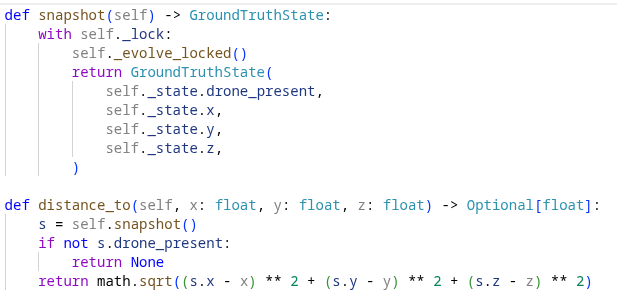 def snapshot(self) -> GroundTruthState:
    with self._lock:
        self._evolve_locked()
        return GroundTruthState(
            self._state.drone_present,
            self._state.x,
            self._state.y,
            self._state.z,
        )

def distance_to(self, x: float, y: float, z: float) -> Optional[float]:
    s = self.snapshot()
    if not s.drone_present:
        return None
    return math.sqrt((s.x - x) ** 2 + (s.y - y) ** 2 + (s.z - z) ** 2)